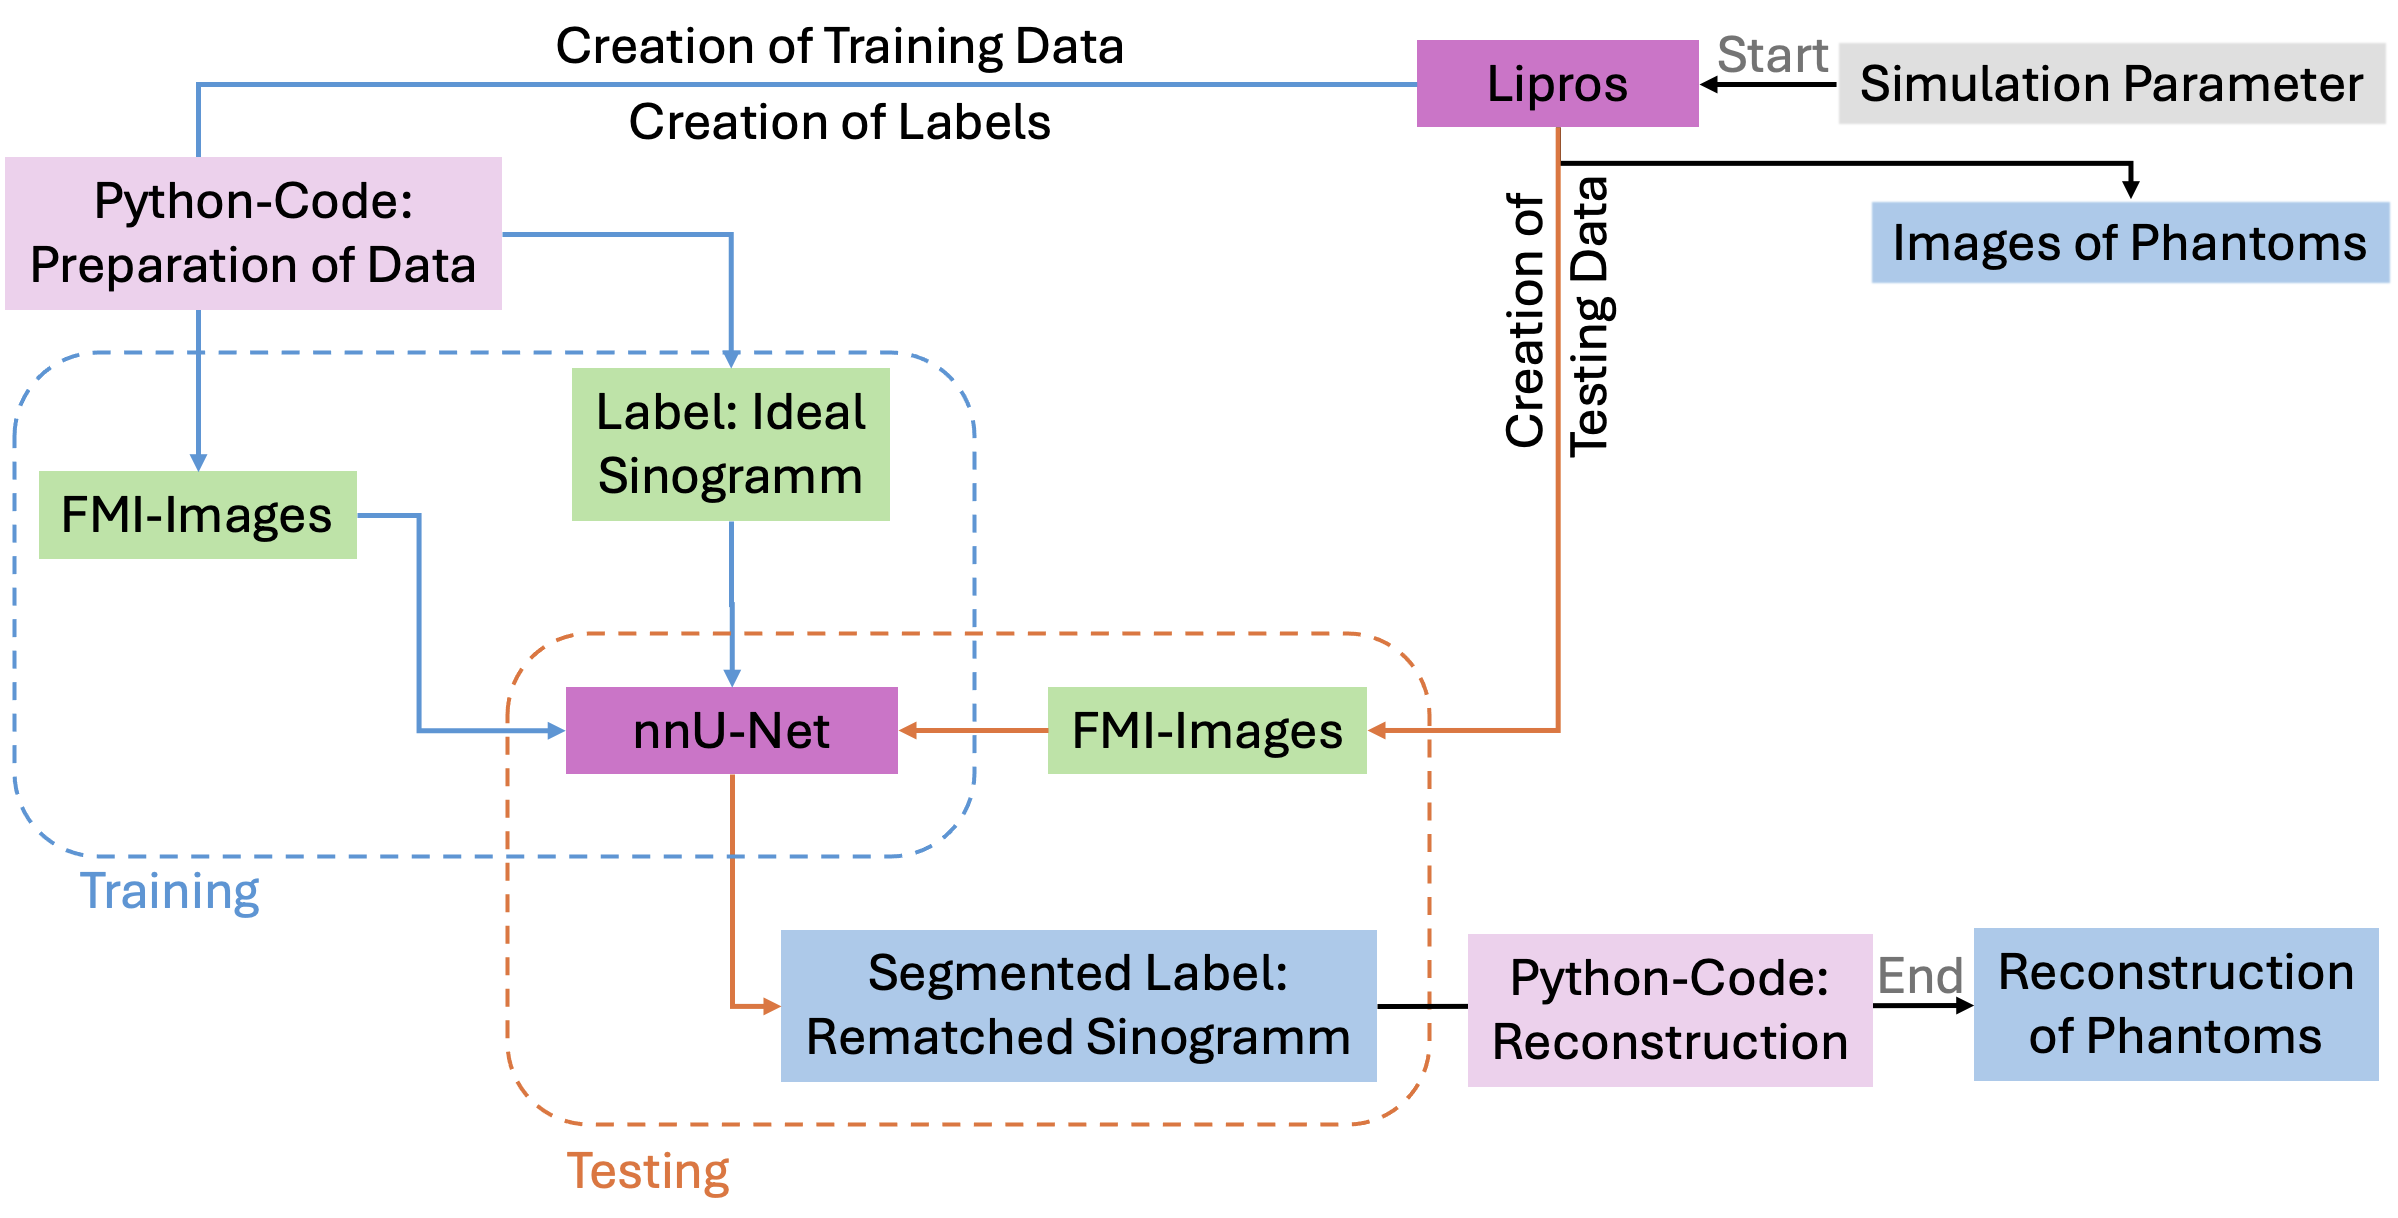 Creation of Training Data
Creation of Labels
Lipros
Start
Simulation Parameter
Python-Code:
Preparation of Data
Creation of
Testing Data
Images of Phantoms
Label: Ideal
Sinogramm
FMI-Images
nnU-Net
FMI-Images
Training
Segmented Label:
Rematched Sinogramm
Python-Code:
Reconstruction
End
Reconstruction
of Phantoms
Testing